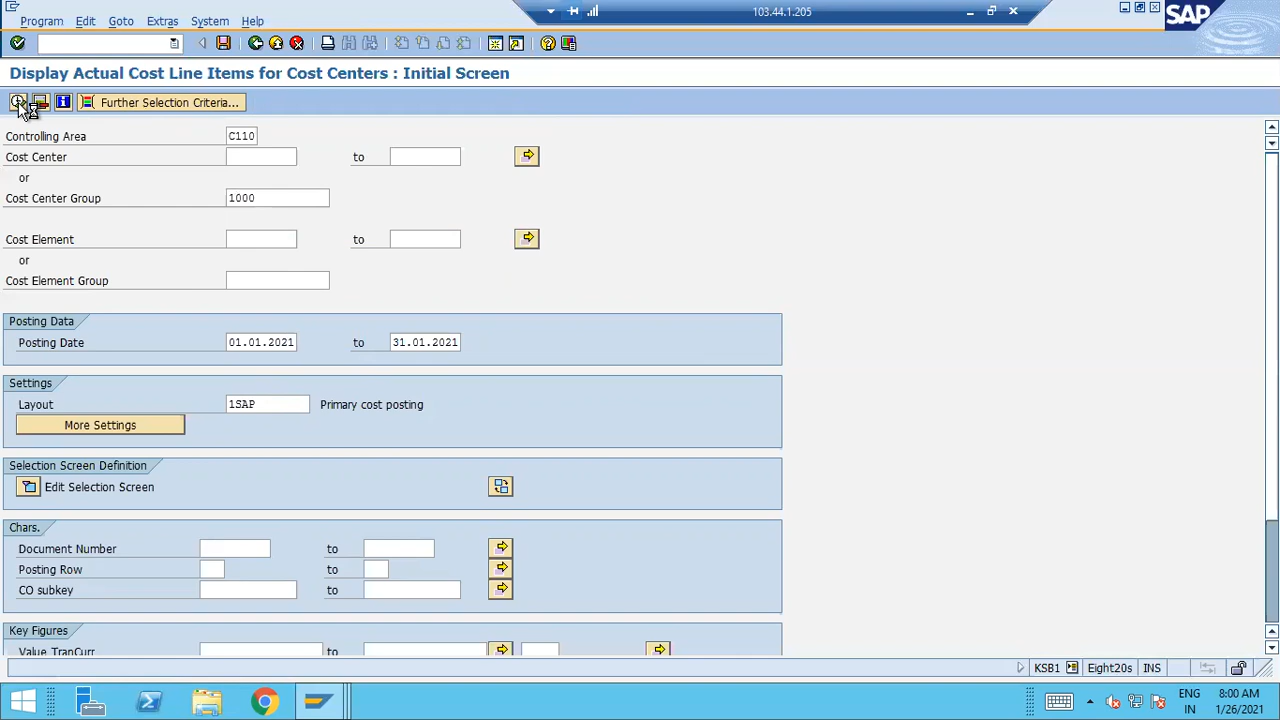 Program Edit Goto Extras System Help
103.44.1.205
SAP
Display Actual Cost Line Items for Cost Centers : Initial Screen
Further Selection Criteria...
Controlling Area C110
Cost Center to
or
Cost Center Group 1000
Cost Element to
or
Cost Element Group
Posting Data
Posting Date 01.01.2021 to 31.01.2021
Settings
Layout 1SAP Primary cost posting
More Settings
Selection Screen Definition
Edit Selection Screen
Chars.
Document Number to
Posting Row to
CO subkey to
Key Figures
Value TranCurr to
KSB1 Eight20s INS
ENG 8:00 AM
IN 1/26/2021